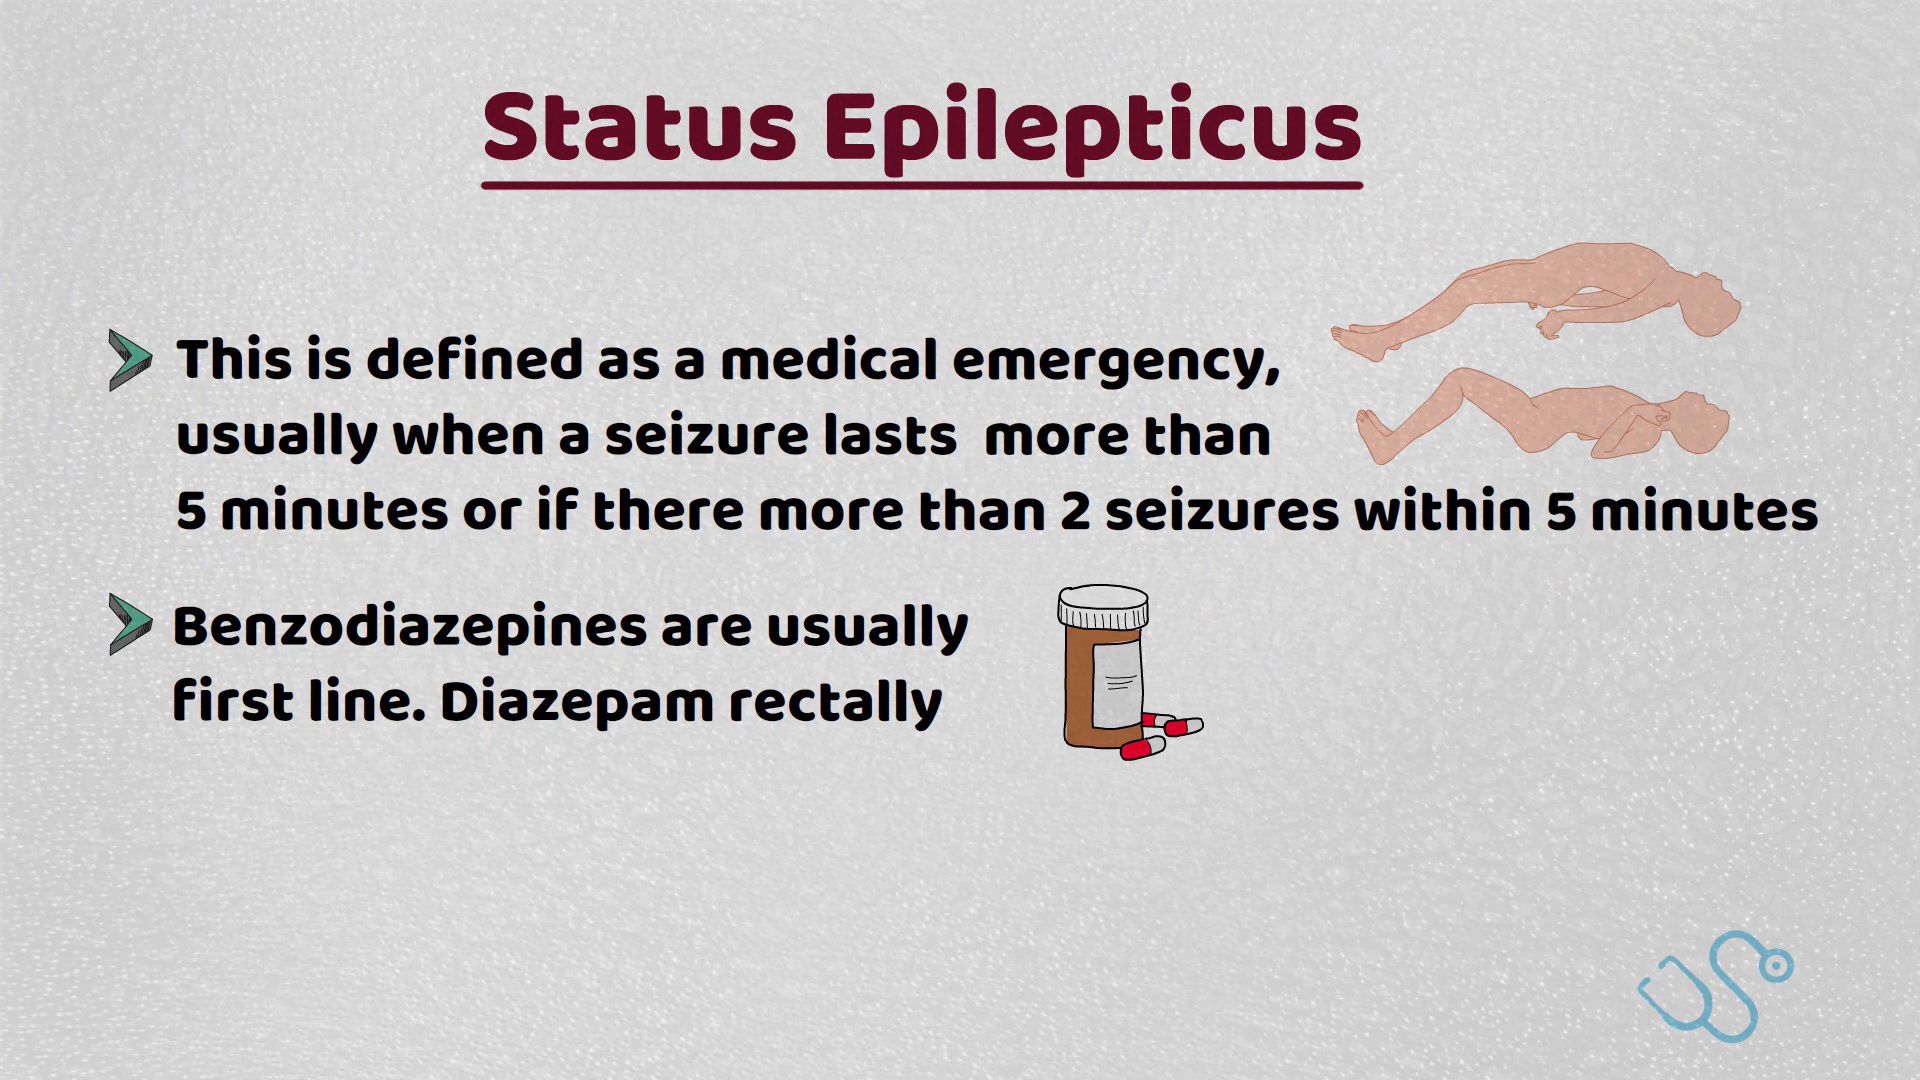 Status Epilepticus
This is defined as a medical emergency,
usually when a seizure lasts  more than
5 minutes or if there more than 2 seizures within 5 minutes
Benzodiazepines are usually
first line. Diazepam rectally